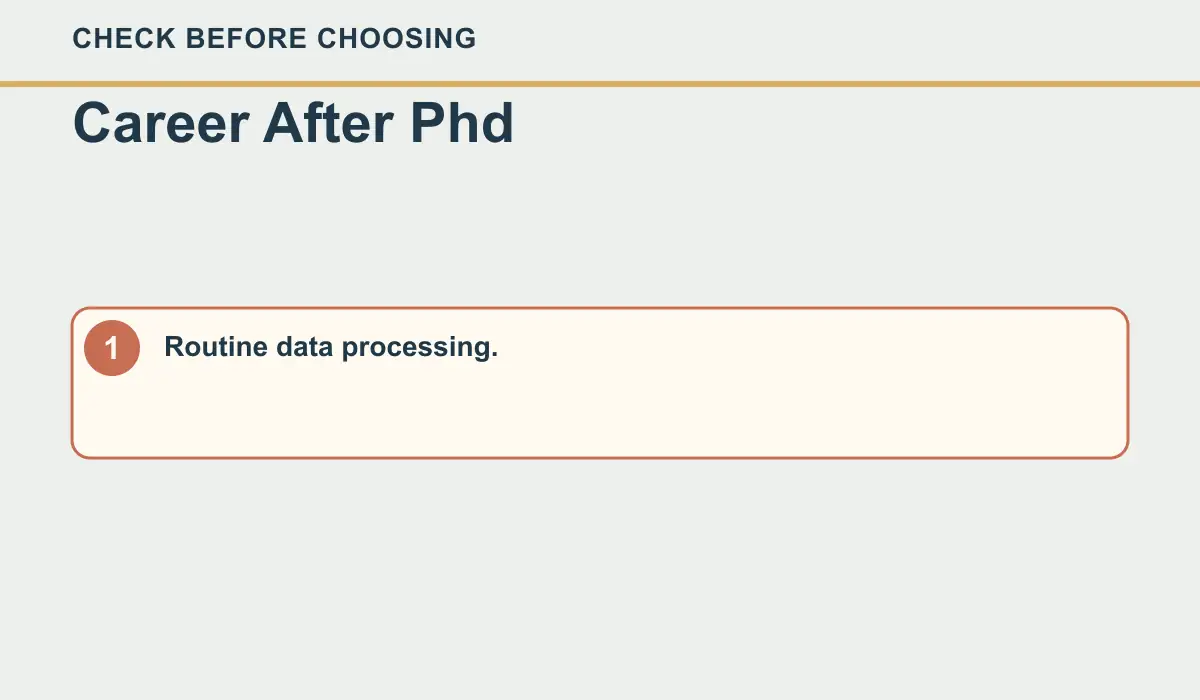 CHECK BEFORE CHOOSING
Career After Phd
1 Routine data processing.